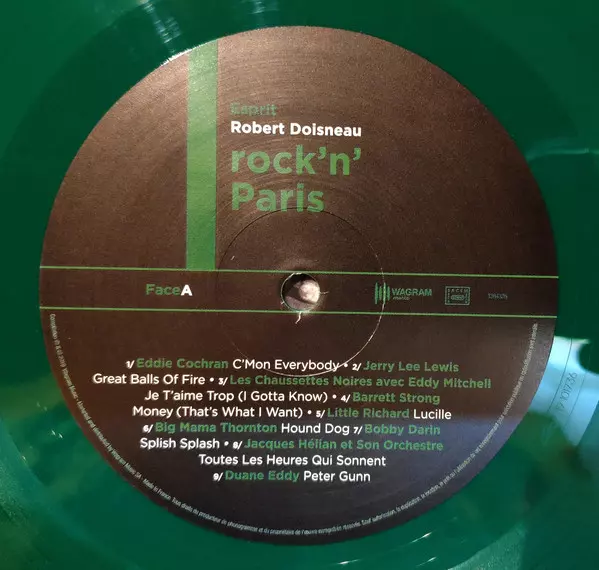 Esprit
Robert Doisneau
rock'n'
Paris
FaceA
WAGRAM
music
SACEM
1/ Eddie Cochran C'Mon Everybody • 2/ Jerry Lee Lewis
Great Balls Of Fire • 3/ Les Chaussettes Noires avec Eddy Mitchell
Je T'aime Trop (I Gotta Know) • 4/ Barrett Strong
Money (That's What I Want) • 5/ Little Richard Lucille
6/ Big Mama Thornton Hound Dog 7/ Bobby Darin
Splish Splash • 8/ Jacques Hélian et Son Orchestre
Toutes Les Heures Qui Sonnent
9/ Duane Eddy Peter Gunn